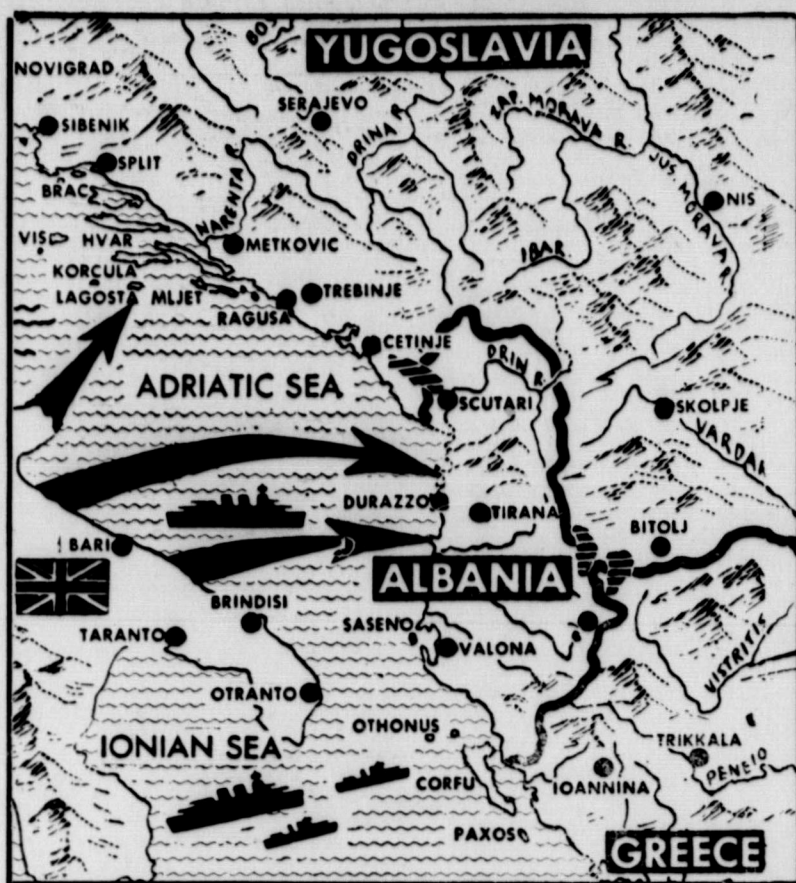 YUGOSLAVIA
BOS
NOVIGRAD
SERAJEVO
SIBENIK
DRINA R.
ZAP. MORAVA R.
SPLIT
JUS. MORAVA R.
BRAC
NARENTA R.
NIS
VIS
HVAR
METKOVIC
IBAR
KORCULA
LAGOSTA
MLJET
TREBINJE
RAGUSA
CETINJE
DRIN R.
ADRIATIC SEA
SCUTARI
SKOLPJE
VARDAR
DURAZZO
TIRANA
BITOLJ
BARI
ALBANIA
BRINDISI
SASENO
TARANTO
VALONA
VISTRITIS
OTRANTO
OTHONUS
TRIKKALA
IONIAN SEA
PENEIO
CORFU
IOANNINA
PAXOS
GREECE